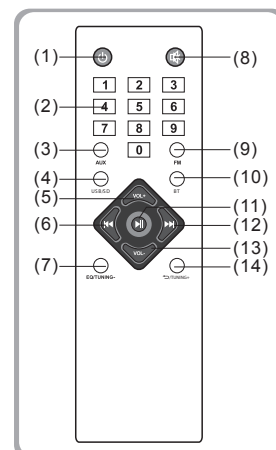 (1) (8)
1 2 3
(2) 4 5 6
7 8 9
(3) 0 (9)
AUX FM
(4) (10)
USB/SD BT
(5) VOL+ (11)
(6) (12)
VOL- (13)
(7) (14)
EQ/TUNING- /TUNING+